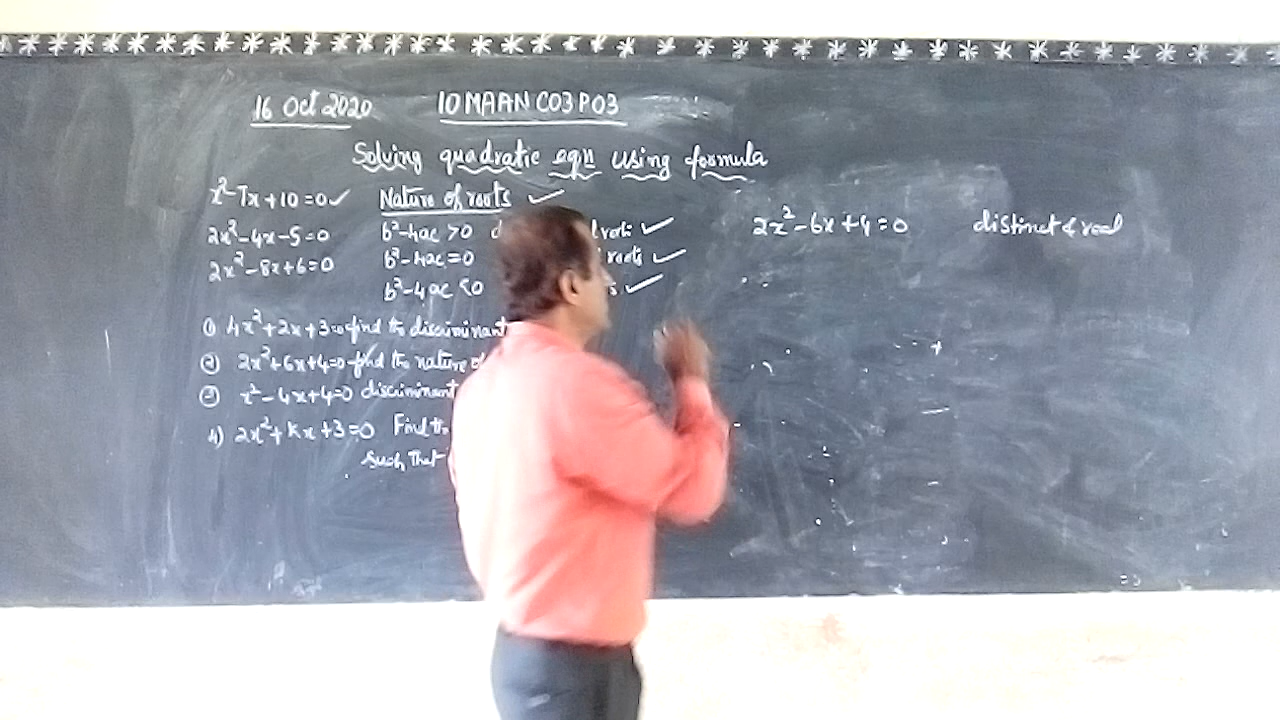 16 Oct 2020 10MAAN C03 P03
Solving quadratic eqn using formula
x²-7x+10=0✓ Nature of roots ✓
2x²-4x-5=0 b²-4ac >0 roots ✓
2x²-8x+6=0 b²-4ac =0 roots ✓
b²-4ac <0 s ✓
1) 4x²+2x+3=0 find the discriminant
2) 2x²+6x+4=0 find the nature of
3) x²-4x+4=0 discriminant
4) 2x²+Kx+3=0 Find the
Such that
2x²-6x+4=0 distinct & real